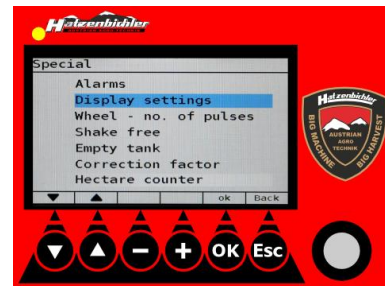 Hatzenbichler
Special
Alarms
Display settings
Wheel - no. of pulses
Shake free
Empty tank
Correction factor
Hectare counter
ok Back
OK Esc
Hatzenbichler
BIG MACHINE
AUSTRIAN
AGRO
TECHNIK
BIG HARVEST